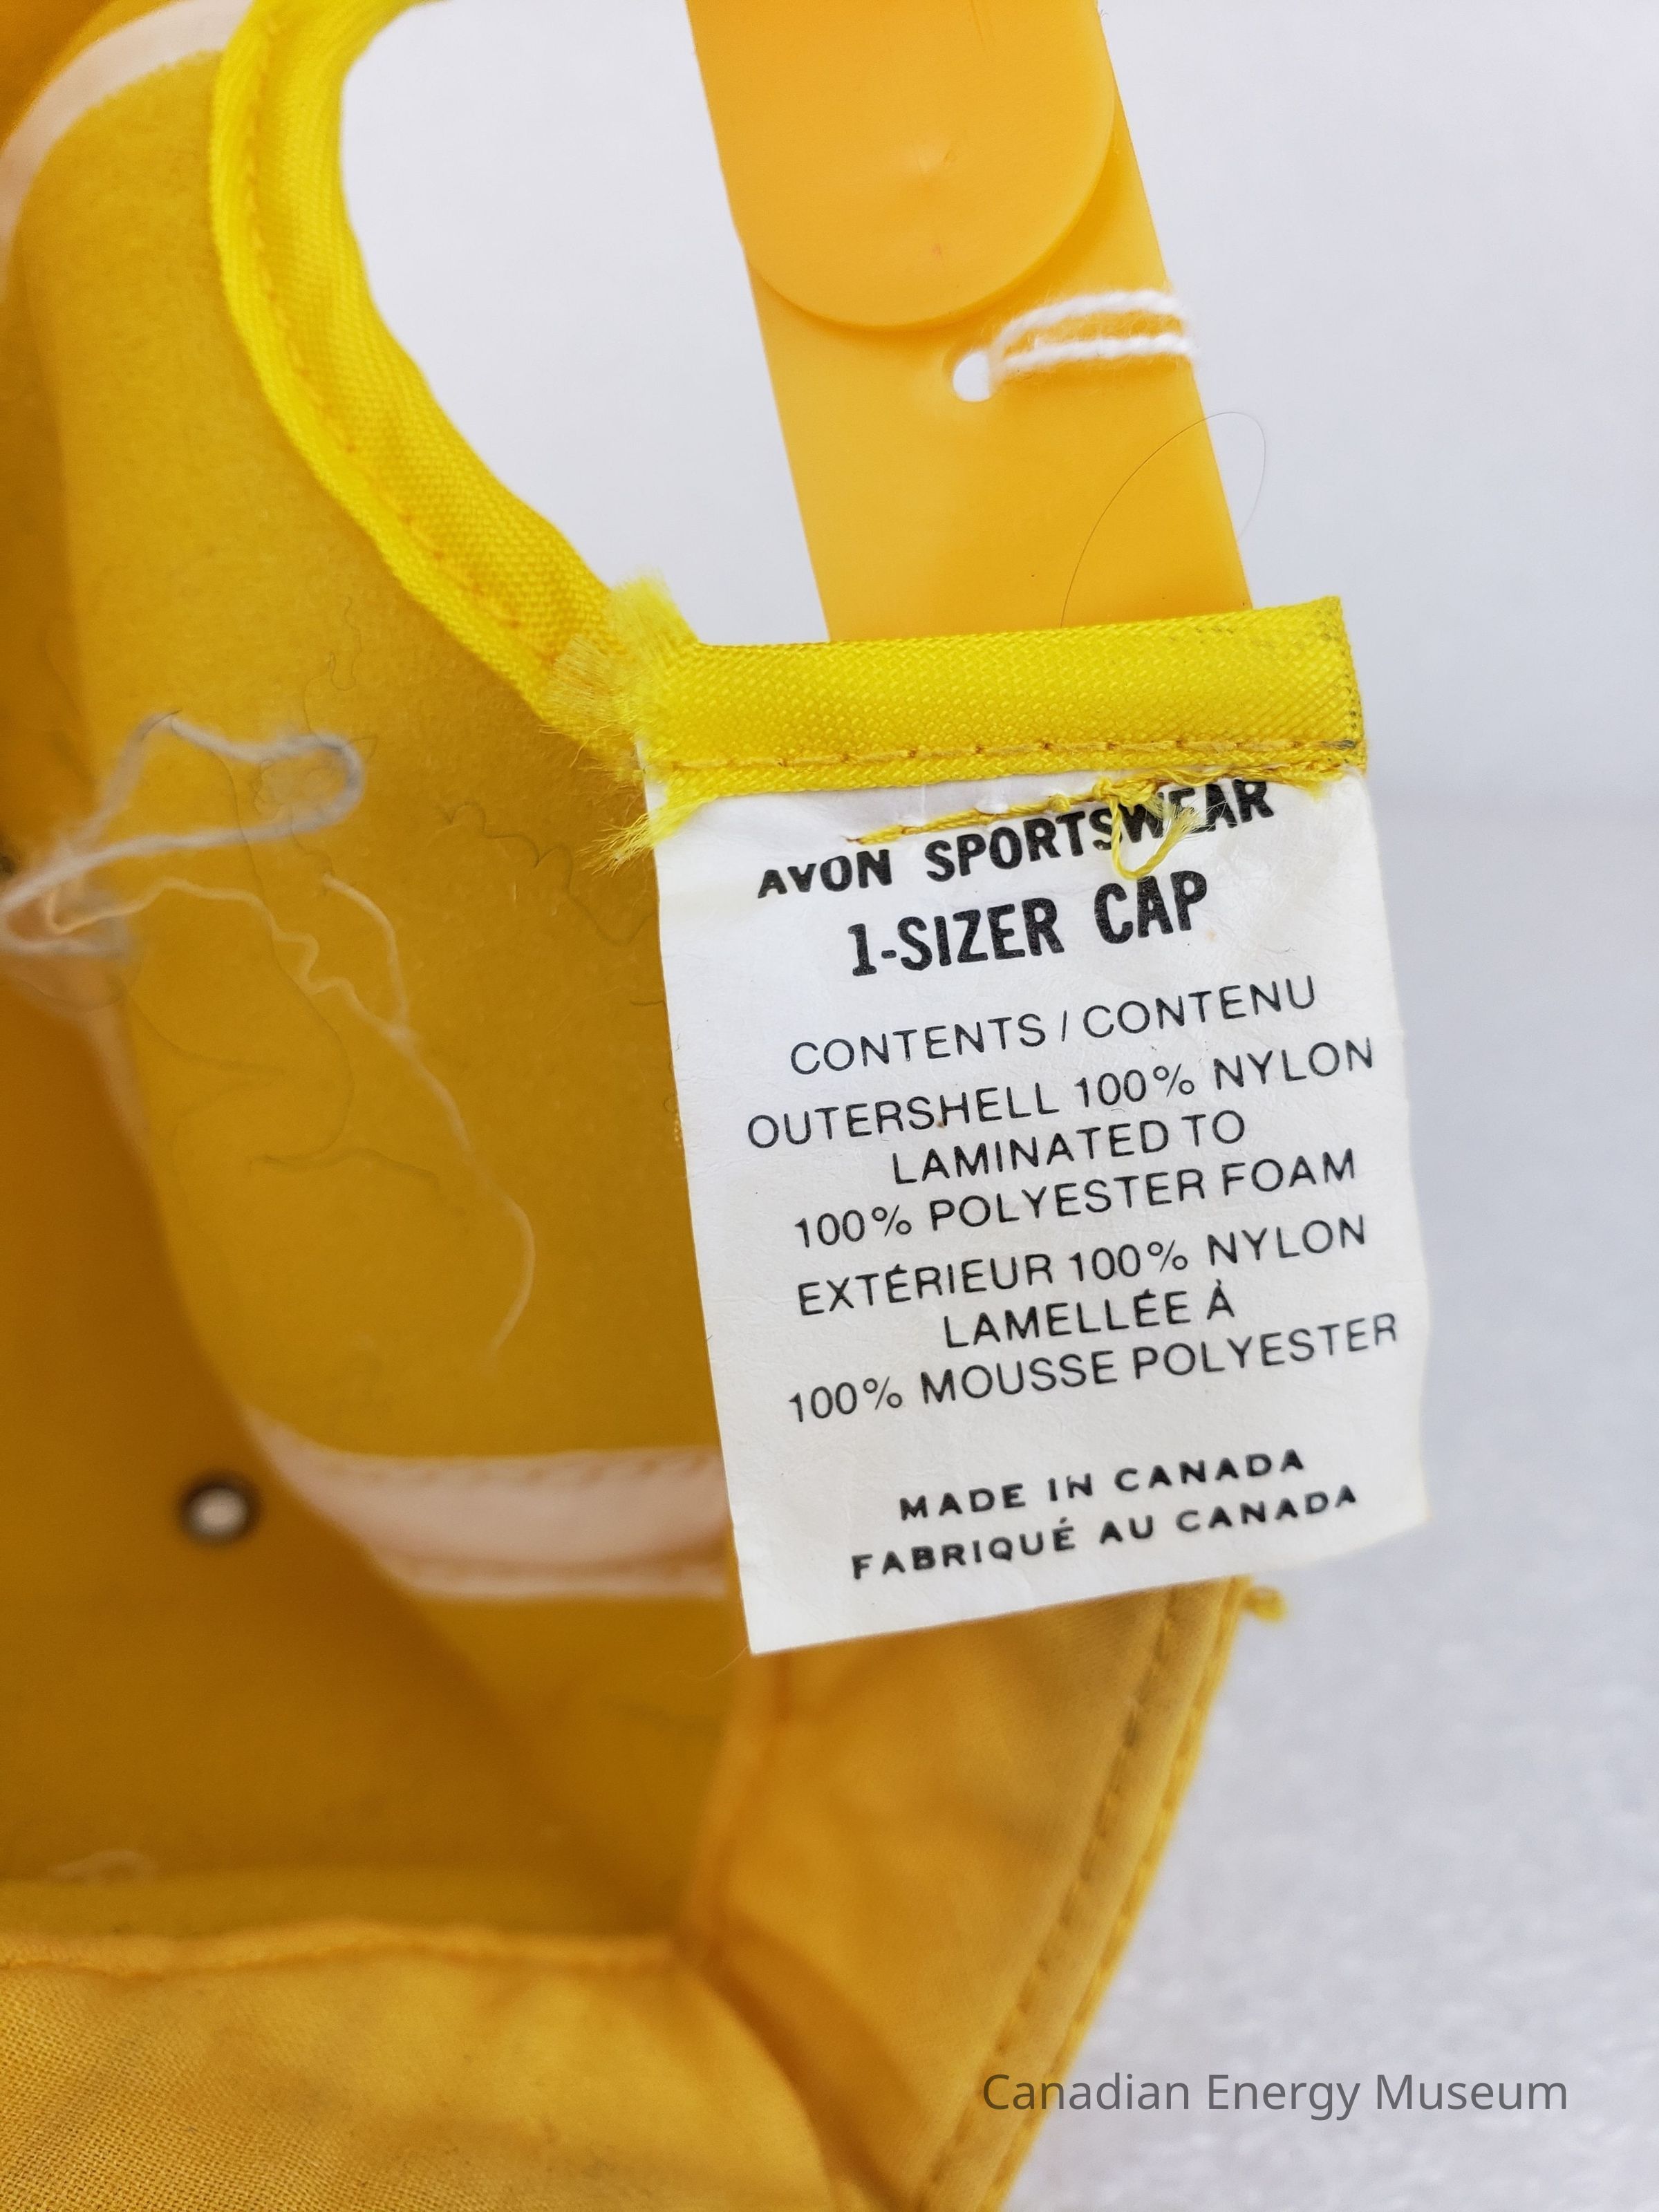 AVON SPORTSWEAR
1-SIZER CAP
CONTENTS / CONTENU
OUTERSHELL 100% NYLON
LAMINATED TO
100% POLYESTER FOAM
EXTÉRIEUR 100% NYLON
LAMELLÉE À
100% MOUSSE POLYESTER
MADE IN CANADA
FABRIQUÉ AU CANADA
Canadian Energy Museum